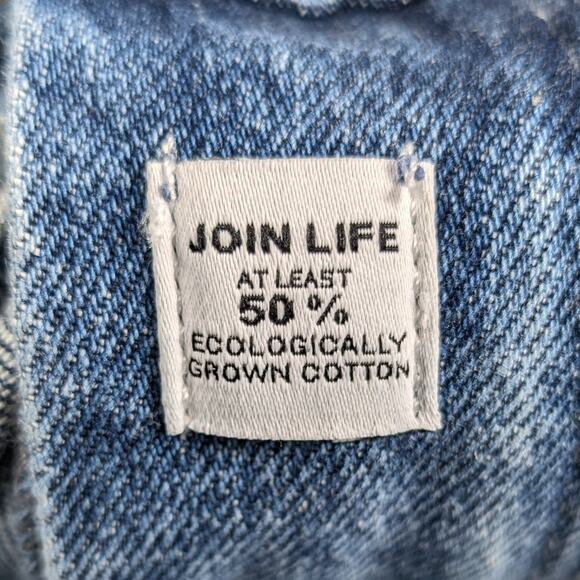 JOIN LIFE
AT LEAST
50 %
ECOLOGICALLY
GROWN COTTON